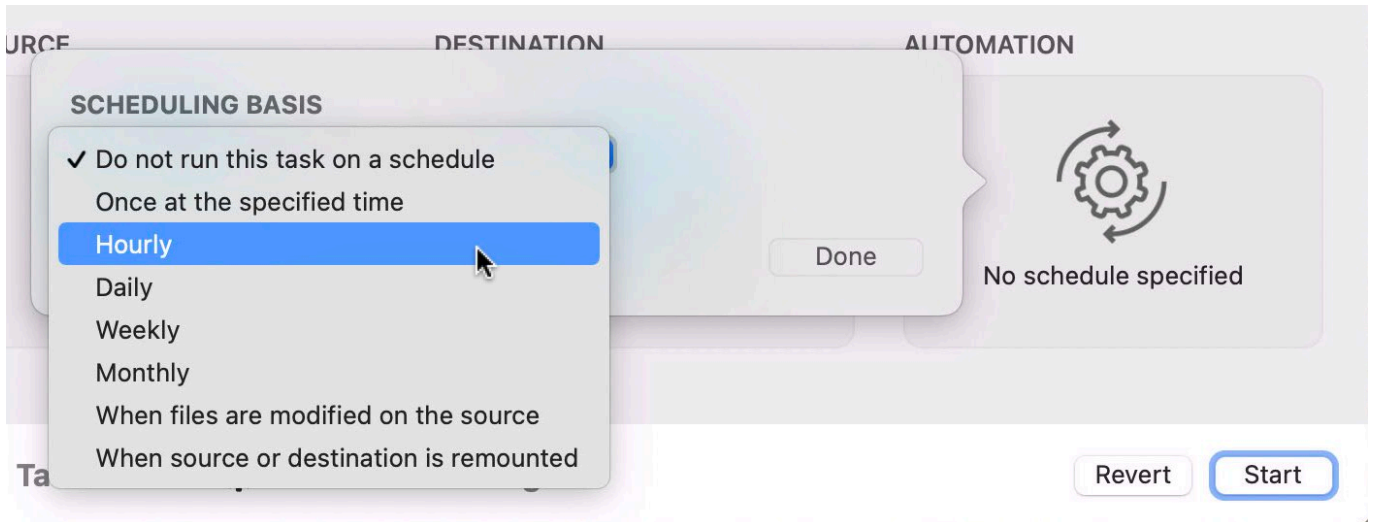 DESTINATION
AUTOMATION
SCHEDULING BASIS
✓ Do not run this task on a schedule
Once at the specified time
Hourly
Daily
Weekly
Monthly
When files are modified on the source
When source or destination is remounted
Done
No schedule specified
Revert
Start